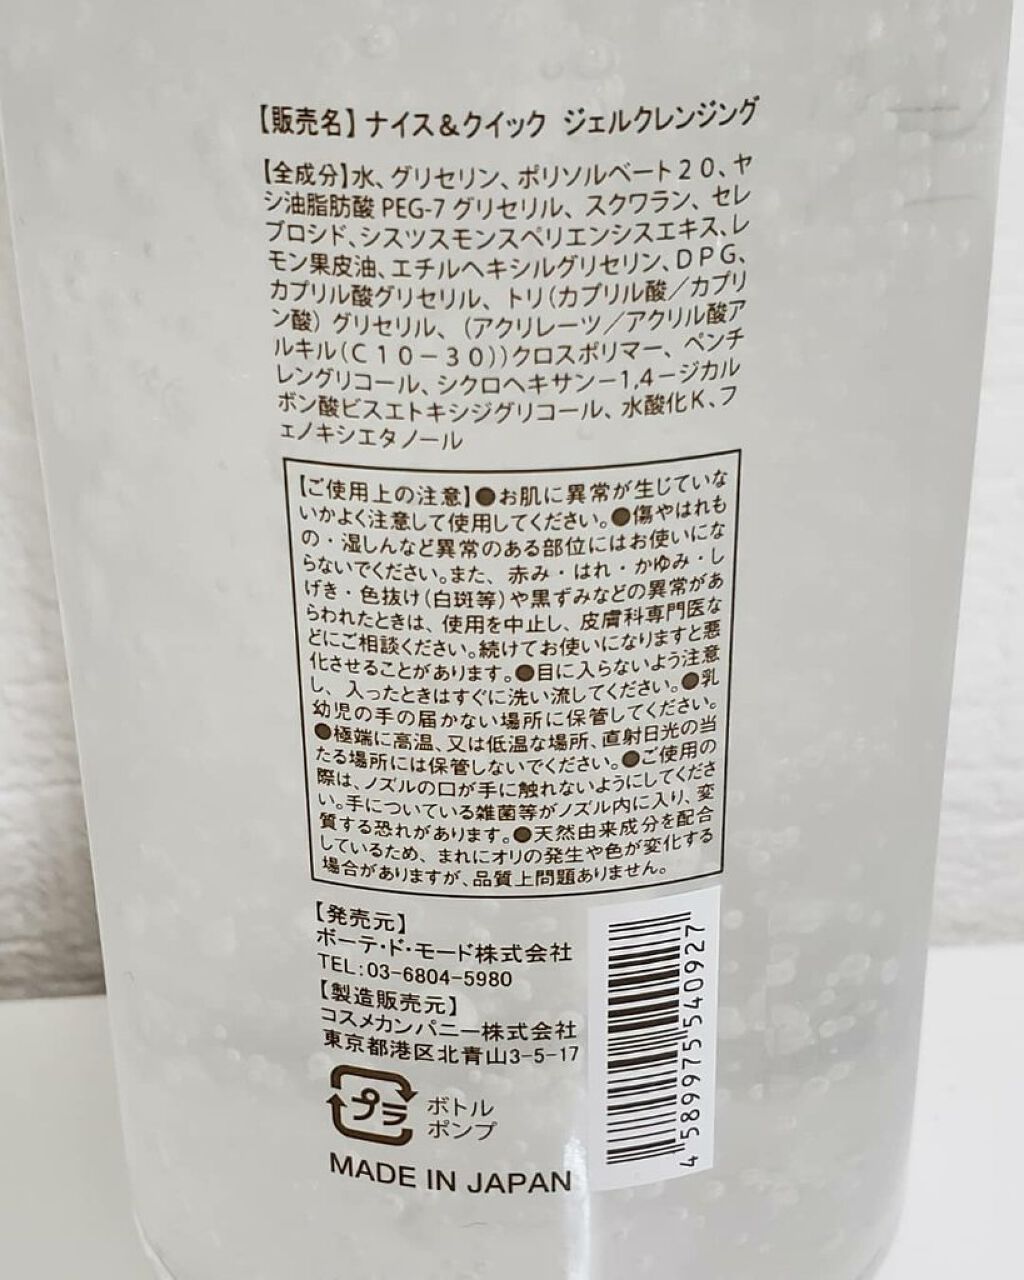 【販売名】ナイス&クイック ジェルクレンジング
【全成分】水、グリセリン、ポリソルベート20、ヤ
シ油脂肪酸PEG-7グリセリル、スクワラン、セレ
ブロシド、シスツスモンスペリエンシスエキス、レ
モン果皮油、エチルヘキシルグリセリン、DPG、
カプリル酸グリセリル、トリ(カプリル酸/カプリ
ン酸)グリセリル、(アクリレーツ/アクリル酸ア
ルキル(C10-30))クロスポリマー、ペンチ
レングリコール、シクロヘキサン-1,4-ジカル
ボン酸ビスエトキシジグリコール、水酸化K、フ
ェノキシエタノール
【ご使用上の注意】●お肌に異常が生じていな
いかよく注意して使用してください。●傷やはれも
の・湿しんなど異常のある部位にはお使いにな
らないでください。また、赤み・はれ・かゆみ・し
げき・色抜け(白斑等)や黒ずみなどの異常があ
らわれたときは、使用を中止し、皮膚科専門医な
どにご相談ください。続けてお使いになりますと悪
化させることがあります。●目に入らないよう注意
し、入ったときはすぐに洗い流してください。●乳
幼児の手の届かない場所に保管してください。
●極端に高温、又は低温な場所、直射日光の当
たる場所には保管しないでください。●ご使用の
際は、ノズルの口が手に触れないようにしてくださ
い。手についている雑菌等がノズル内に入り、変
質する恐れがあります。●天然由来成分を配合
しているため、まれにオリの発生や色が変化する
場合がありますが、品質上問題ありません。
【発売元】
ボーテ・ド・モード株式会社
TEL:03-6804-5980
【製造販売元】
コスメカンパニー株式会社
東京都港区北青山3-5-17
プラ
ボトル
ポンプ
MADE IN JAPAN
4589975540927